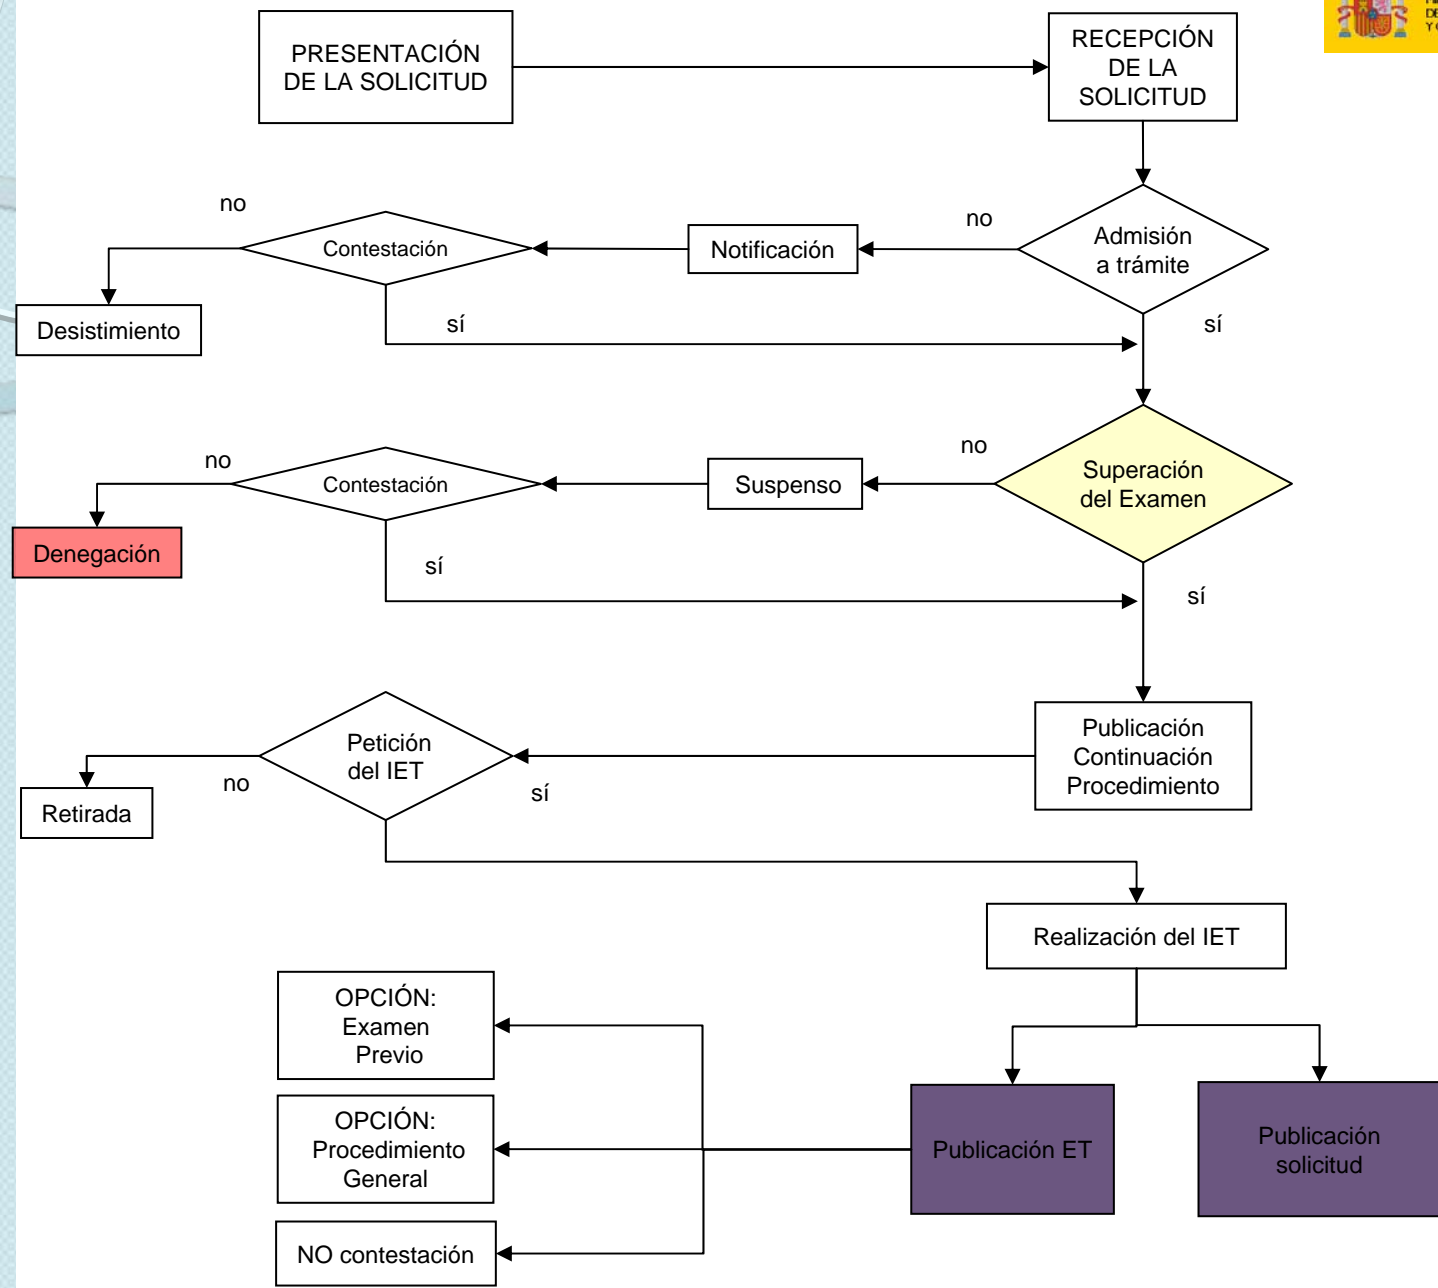 PRESENTACIÓN
DE LA SOLICITUD
RECEPCIÓN
DE LA
SOLICITUD
no
Contestación
Notificación
no
Admisión
a trámite
Desistimiento
sí
sí
no
Contestación
Suspenso
no
Superación
del Examen
Denegación
sí
sí
Petición
del IET
Publicación
Continuación
Procedimiento
no
sí
Retirada
Realización del IET
OPCIÓN:
Examen
Previo
OPCIÓN:
Procedimiento
General
Publicación ET
Publicación
solicitud
NO contestación